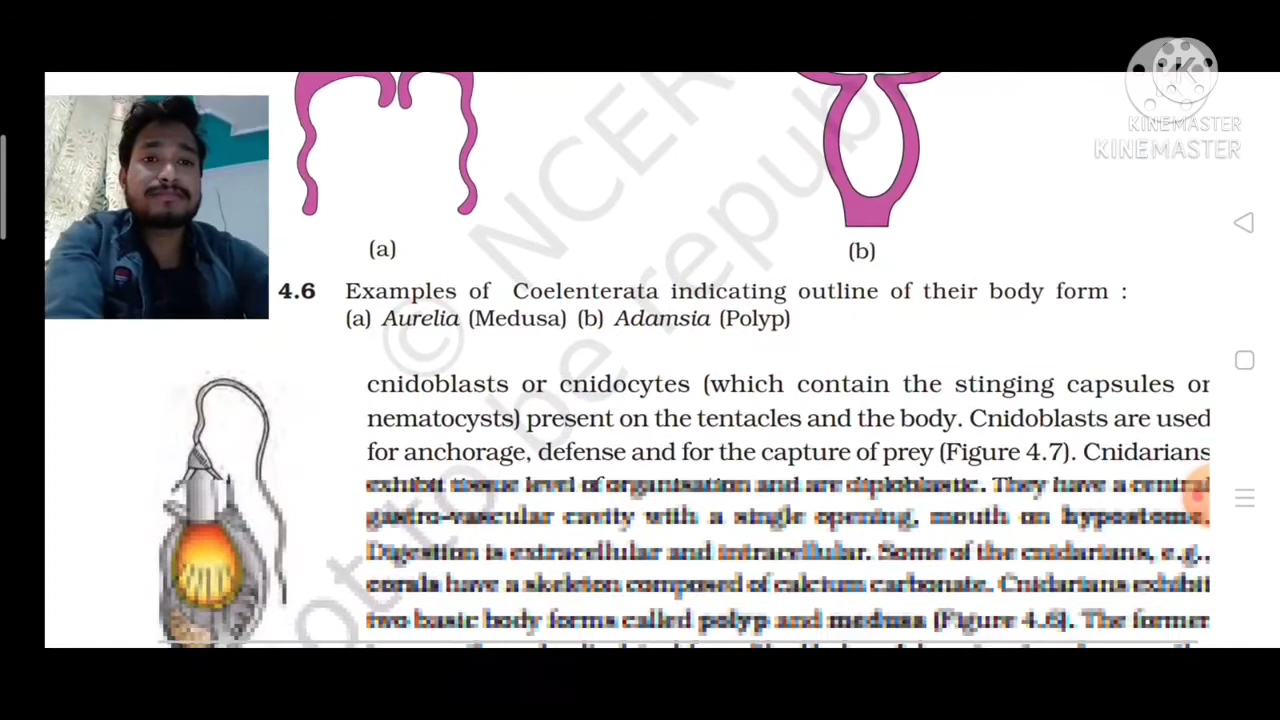 KINEMASTER
KINEMASTER
© NCER
not to be repub
(a)
(b)
4.6 Examples of Coelenterata indicating outline of their body form :
(a) Aurelia (Medusa) (b) Adamsia (Polyp)
cnidoblasts or cnidocytes (which contain the stinging capsules or
nematocysts) present on the tentacles and the body. Cnidoblasts are used
for anchorage, defense and for the capture of prey (Figure 4.7). Cnidarians
exhibit tissue level of organisation and are diploblastic. They have a central
gastro-vascular cavity with a single opening, mouth on hypostome.
Digestion is extracellular and intracellular. Some of the cnidarians, e.g.,
corals have a skeleton composed of calcium carbonate. Cnidarians exhibit
two basic body forms called polyp and medusa (Figure 4.6). The former